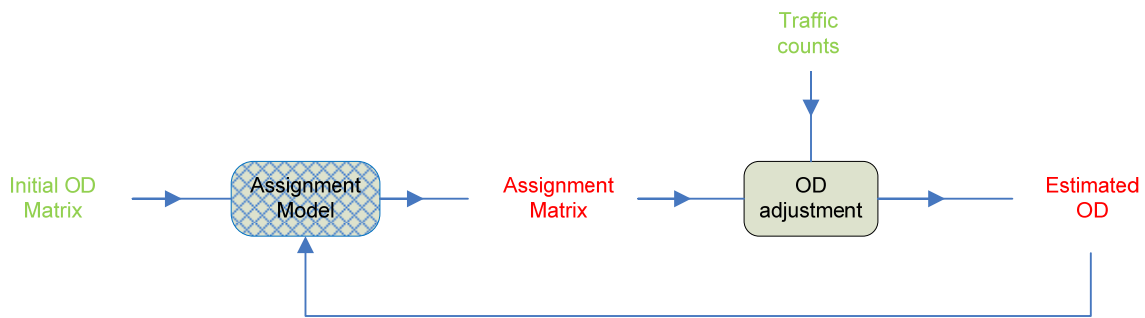 Traffic
counts
Initial OD
Matrix
Assignment
Model
Assignment
Matrix
OD
adjustment
Estimated
OD